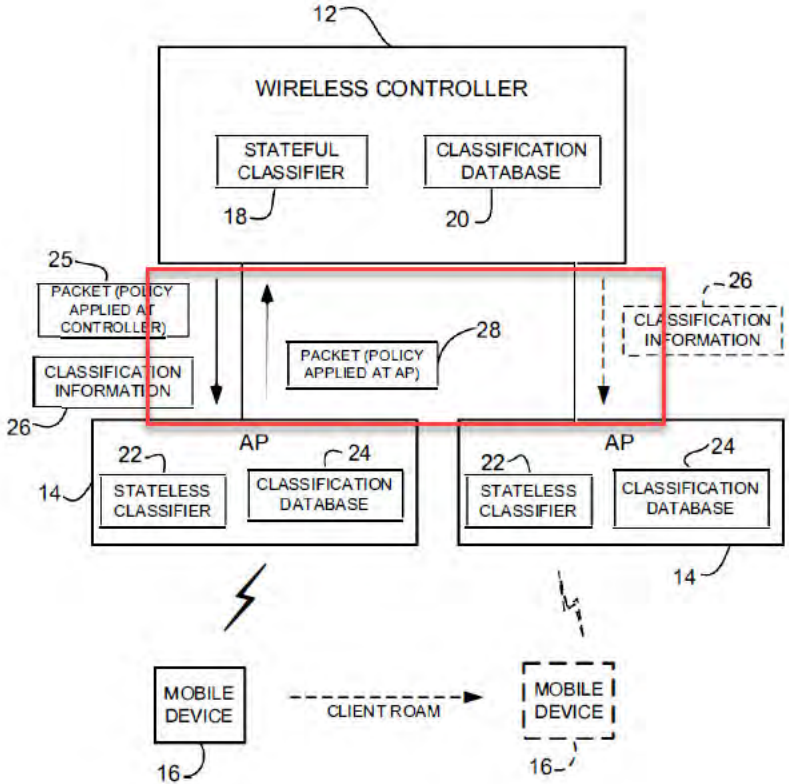 12
WIRELESS CONTROLLER
STATEFUL
CLASSIFIER
18
CLASSIFICATION
DATABASE
20
25
PACKET (POLICY
APPLIED AT
CONTROLLER)
CLASSIFICATION
INFORMATION
26
PACKET (POLICY
APPLIED AT AP)
28
26
CLASSIFICATION
INFORMATION
AP
22
STATELESS
CLASSIFIER
24
CLASSIFICATION
DATABASE
14
AP
22
STATELESS
CLASSIFIER
24
CLASSIFICATION
DATABASE
14
MOBILE
DEVICE
16
CLIENT ROAM
MOBILE
DEVICE
16